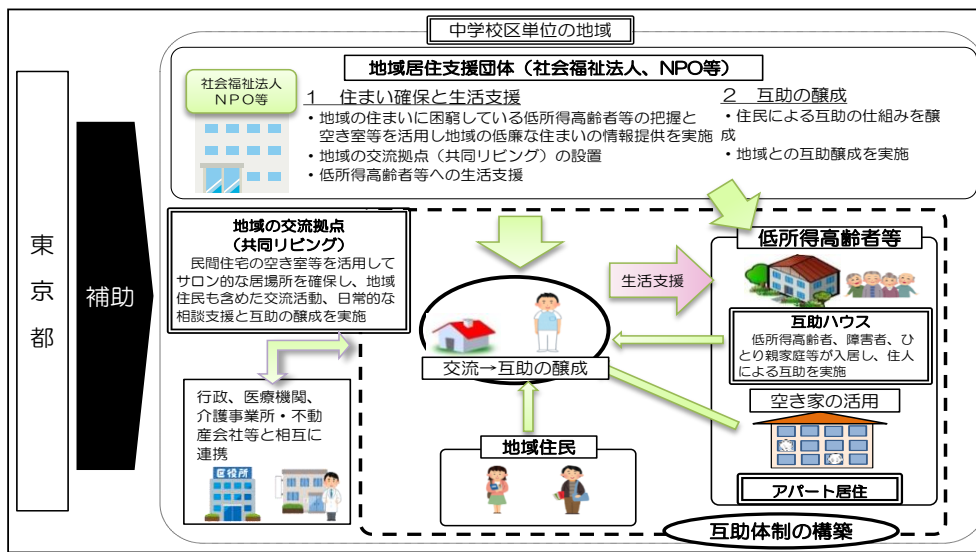 中学校区単位の地域
東京都
補助
地域居住支援団体（社会福祉法人、NPO等）
社会福祉法人
NPO等
1　住まい確保と生活支援
・地域の住まいに困窮している低所得高齢者等の把握と
空き室等を活用し地域の低廉な住まいの情報提供を実施
・地域の交流拠点（共同リビング）の設置
・低所得高齢者等への生活支援
2　互助の醸成
・住民による互助の仕組みを醸
成
・地域との互助醸成を実施
地域の交流拠点
（共同リビング）
民間住宅の空き室等を活用して
サロン的な居場所を確保し、地域
住民も含めた交流活動、日常的な
相談支援と互助の醸成を実施
行政、医療機関、
介護事業所・不動
産会社等と相互に
連携
区役所
交流→互助の醸成
地域住民
生活支援
低所得高齢者等
互助ハウス
低所得高齢者、障害者、ひ
とり親家庭等が入居し、住人
による互助を実施
空き家の活用
アパート居住
互助体制の構築